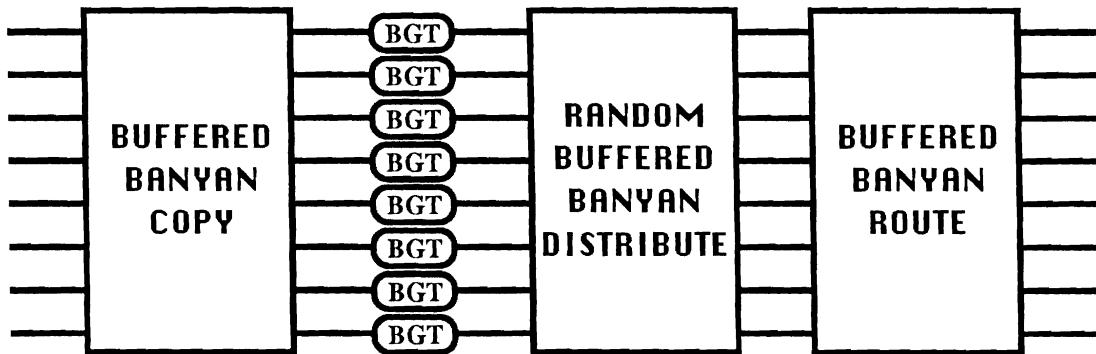 BUFFERED
BANYAN
COPY
BGT
BGT
BGT
BGT
BGT
BGT
BGT
BGT
RANDOM
BUFFERED
BANYAN
DISTRIBUTE
BUFFERED
BANYAN
ROUTE